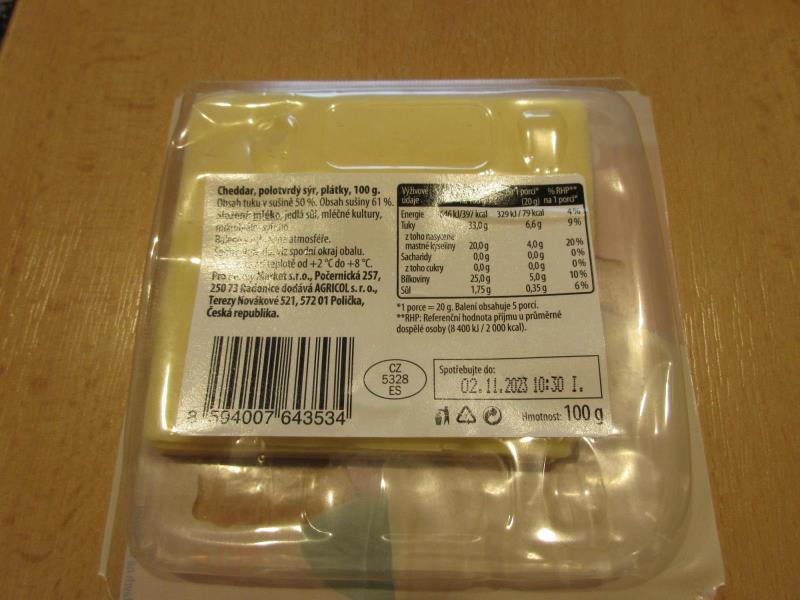 Cheddar, polotvrdý sýr, plátky, 100 g.
Obsah tuku v sušině 50 %. Obsah sušiny 61 %.
mléko, jedlá sůl, mléčné kultury,
atmosféře.
viz spodní okraj obalu.
teplotě od +2 °C do +8 °C.
Market s.r.o., Počernická 257,
250 73 Radonice dodává AGRICOL s. r. o.,
Terezy Novákové 521, 572 01 Polička,
Česká republika.
8 594007 643534
Výživové údaje 1 porci* (20 g) % RHP** na 1 porci*
Energie 1646 kJ/397 kcal 329 kJ / 79 kcal 4 %
Tuky 33,0 g 6,6 g 9 %
z toho nasycené
mastné kyseliny 20,0 g 4,0 g 20 %
Sacharidy 0,0 g 0,0 g 0 %
z toho cukry 0,0 g 0,0 g 0 %
Bílkoviny 25,0 g 5,0 g 10 %
Sůl 1,75 g 0,35 g 6 %
*1 porce = 20 g. Balení obsahuje 5 porcí.
**RHP: Referenční hodnota příjmu u průměrné
dospělé osoby (8 400 kJ / 2 000 kcal).
CZ
5328
ES
Spotřebujte do:
02.11.2023 10:30 I.
Hmotnost: 100 g